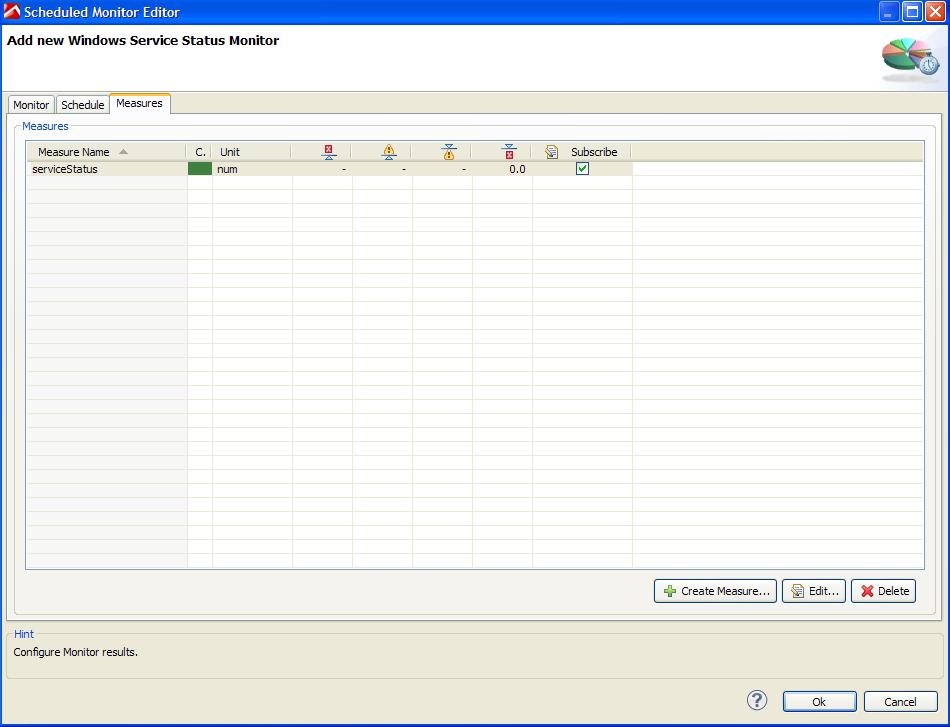 Scheduled Monitor Editor
Add new Windows Service Status Monitor
Monitor Schedule Measures
Measures
Measure Name C. Unit Subscribe
serviceStatus num - - - 0.0
Create Measure... Edit... Delete
Hint
Configure Monitor results.
? Ok Cancel